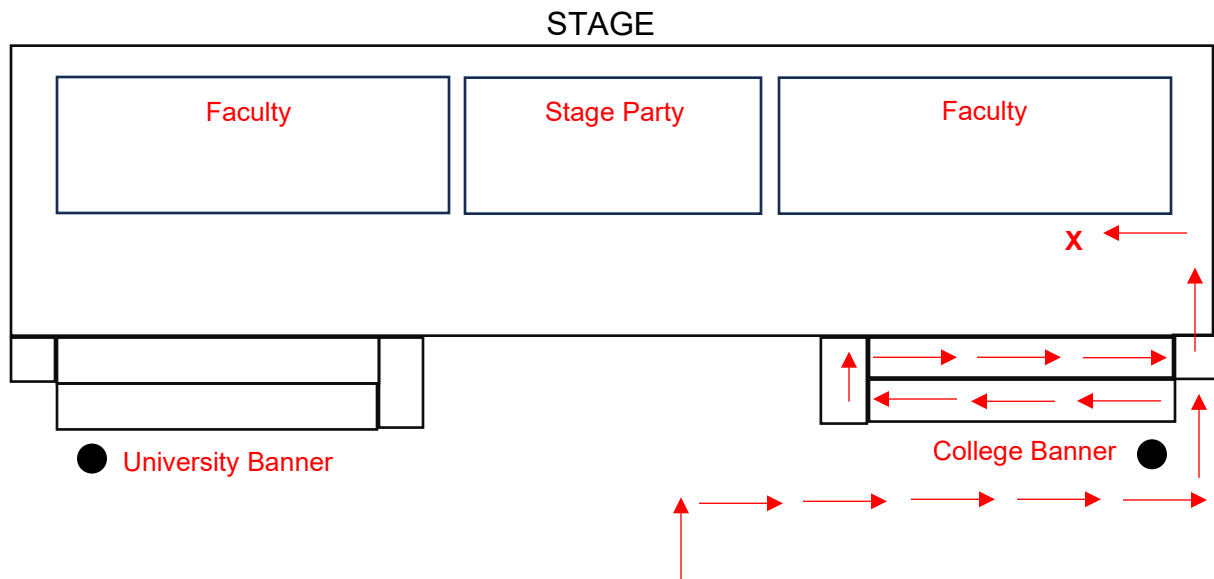 STAGE
Faculty
Stage Party
Faculty
X
University Banner
College Banner